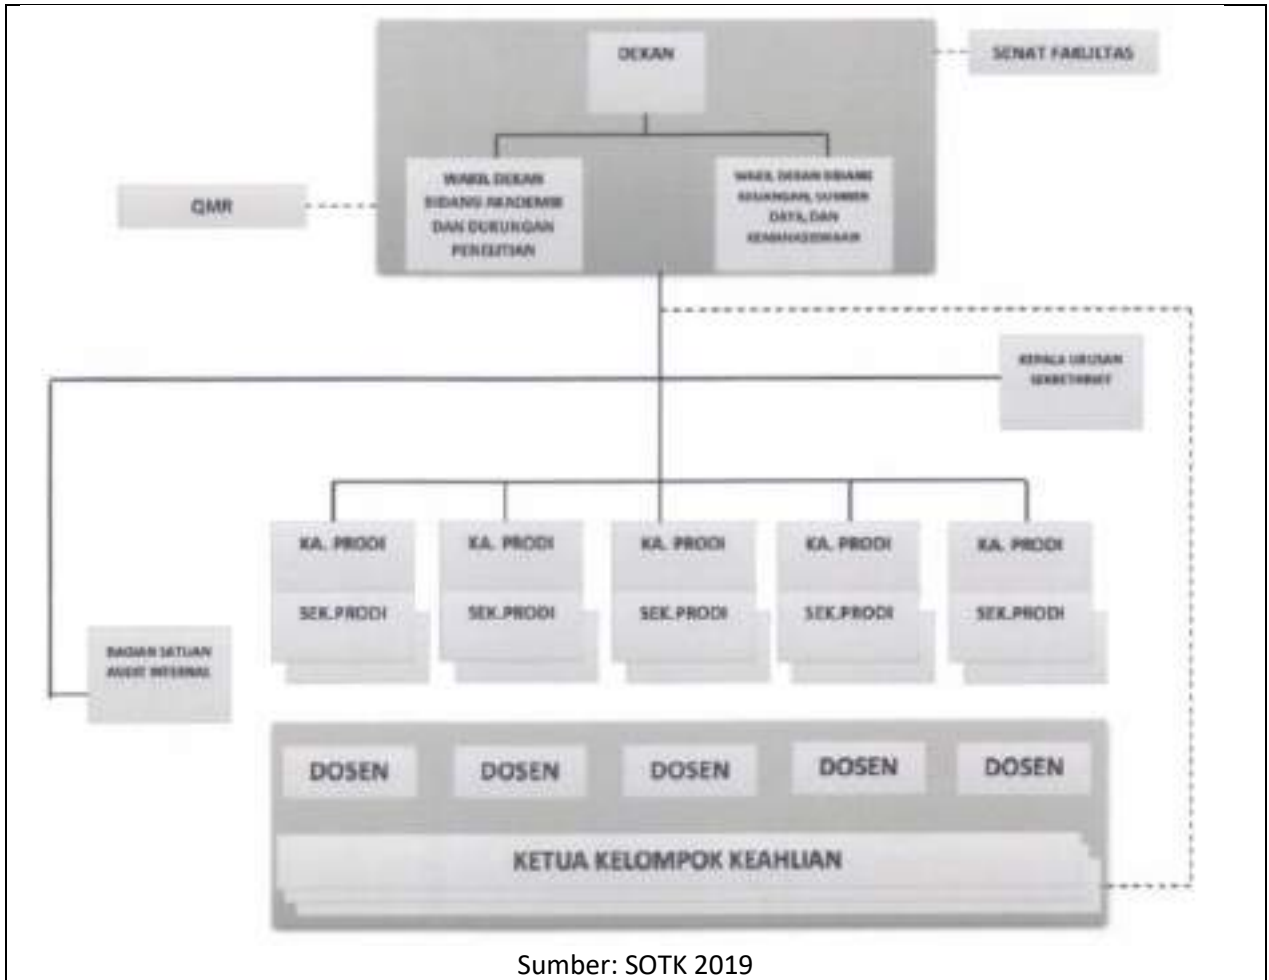 DEKAN
SENAT FAKULTAS
WAKIL DEKAN
BIDANG AKADEMIK
DAN DUKUNGAN
PENELITIAN
WAKIL DEKAN BIDANG
KEUANGAN, SUMBER
DAYA, DAN
KEMAHASISWAAN
QMR
KEPALA URUSAN
SEKRETARIAT
KA. PRODI
KA. PRODI
KA. PRODI
KA. PRODI
KA. PRODI
SEK.PRODI
SEK.PRODI
SEK.PRODI
SEK.PRODI
SEK.PRODI
BAGIAN SATUAN
AUDIT INTERNAL
DOSEN
DOSEN
DOSEN
DOSEN
DOSEN
KETUA KELOMPOK KEAHLIAN
Sumber: SOTK 2019